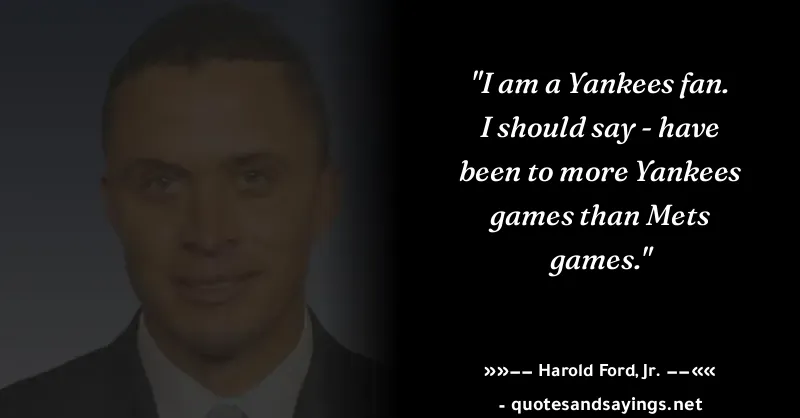 "I am a Yankees fan.
I should say - have
been to more Yankees
games than Mets
games."
»»−− Harold Ford, Jr. −−««
- quotesandsayings.net